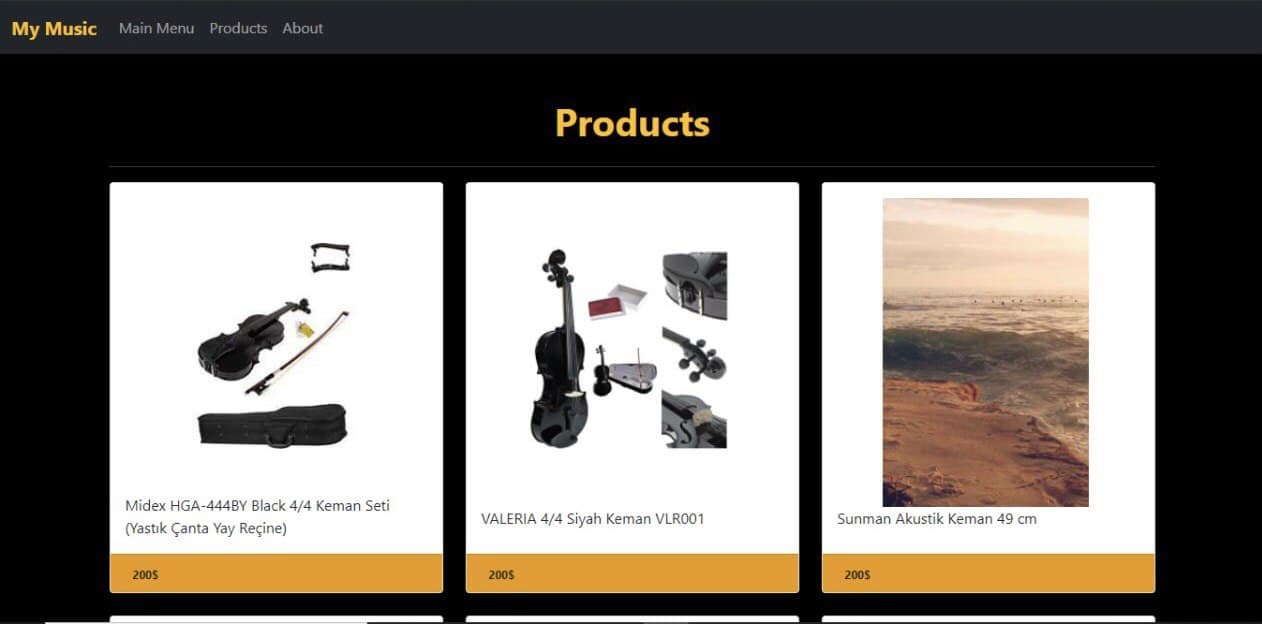 My Music Main Menu Products About
Products
Midex HGA-444BY Black 4/4 Keman Seti
(Yastık Çanta Yay Reçine)
VALERIA 4/4 Siyah Keman VLR001
Sunman Akustik Keman 49 cm
200$
200$
200$